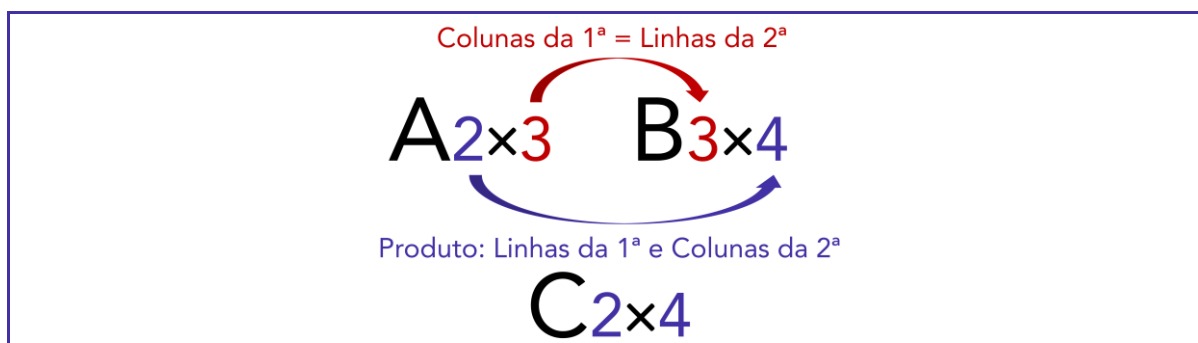 Colunas da 1ª = Linhas da 2ª
A2×3 B3×4
Produto: Linhas da 1ª e Colunas da 2ª
C2×4